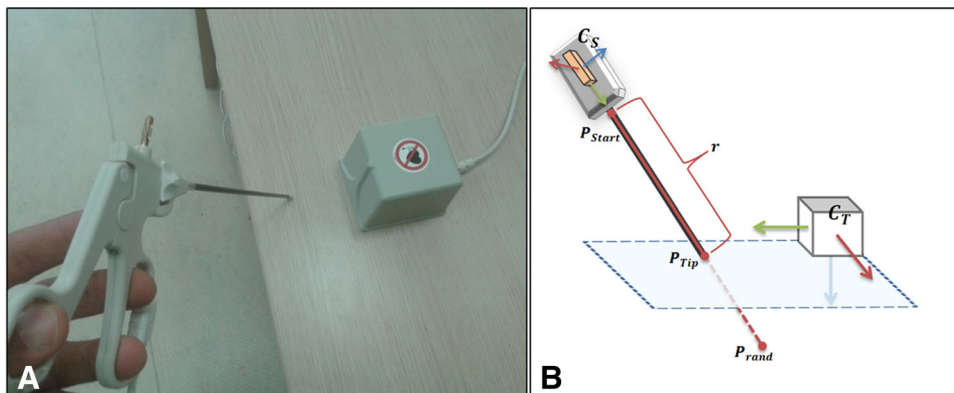 A
C_S
P_Start
r
C_T
P_Tip
P_rand
B